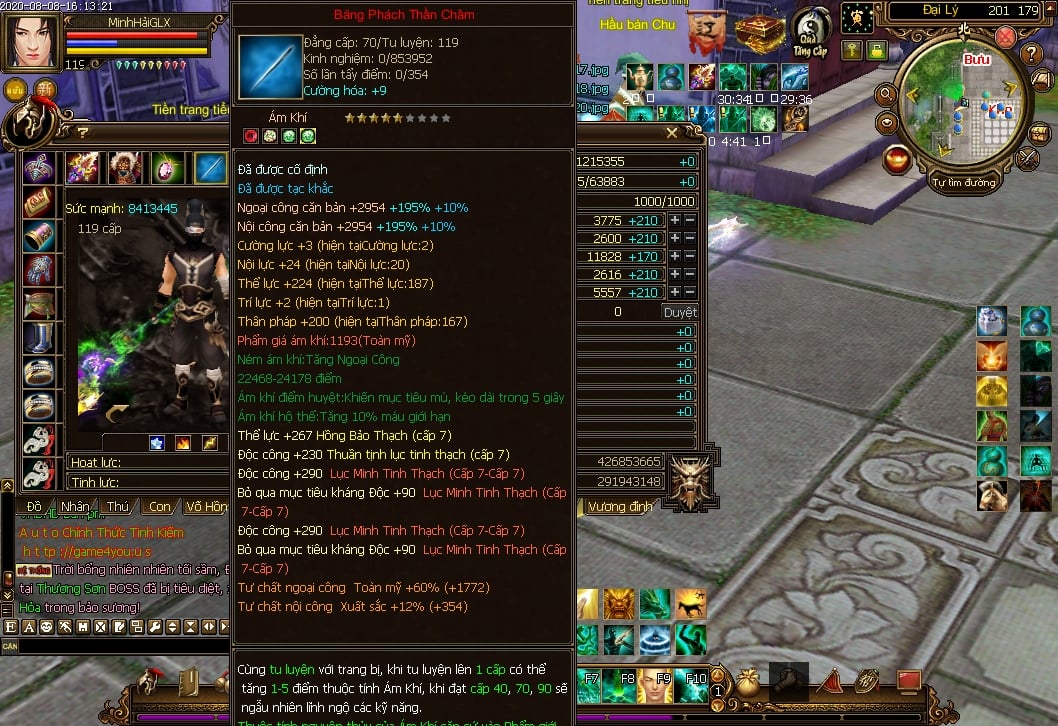 2020-08-08-16:13:21
MinhHảiGLX
119
Tiền trang tiểu
Sức mạnh: 8413445
119 cấp
Hoạt lực:
Tinh lực:
Đồ
Nhân
Thú
Con
Võ Hồn
A u t o Chính Thức Tinh Kiếm
h t tp ://game4you.u s
Trời bỗng nhiên nhiên tối sầm,
tại Thương Sơn BOSS đã bị tiêu diệt,
Hỏa trong bảo sương!
Băng Phách Thần Châm
Đẳng cấp: 70/Tu luyện: 119
Kinh nghiệm: 0/853952
Số lần tẩy điểm: 0/354
Cường hóa: +9
Ám Khí
Đã được cố định
Đã được tạc khắc
Ngoại công căn bản +2954 +195% +10%
Nội công căn bản +2954 +195% +10%
Cường lực +3 (hiện tạiCường lực:2)
Nội lực +24 (hiện tạiNội lực:20)
Thể lực +224 (hiện tạiThể lực:187)
Trí lực +2 (hiện tạiTrí lực:1)
Thân pháp +200 (hiện tạiThân pháp:167)
Phẩm giá ám khí:1193(Toàn mỹ)
Ném ám khí:Tăng Ngoại Công
22468-24178 điểm
Ám khí điểm huyệt:Khiến mục tiêu mù, kéo dài trong 5 giây
Ám khí hộ thể:Tăng 10% máu giới hạn
Thể lực +267 Hồng Bảo Thạch (cấp 7)
Độc công +230 Thuần tịnh lục tinh thạch (cấp 7)
Độc công +290 Lục Minh Tinh Thạch (Cấp 7-Cấp 7)
Bỏ qua mục tiêu kháng Độc +90 Lục Minh Tinh Thạch (Cấp
7-Cấp 7)
Độc công +290 Lục Minh Tinh Thạch (Cấp 7-Cấp 7)
Bỏ qua mục tiêu kháng Độc +90 Lục Minh Tinh Thạch (Cấp
7-Cấp 7)
Tư chất ngoại công Toàn mỹ +60% (+1772)
Tư chất nội công Xuất sắc +12% (+354)
Cùng tu luyện với trang bị, khi tu luyện lên 1 cấp có thể
tăng 1-5 điểm thuộc tính Ám Khí, khi đạt cấp 40, 70, 90 sẽ
ngẫu nhiên lĩnh ngộ các kỹ năng.
Thuộc tính nguyên thủy của Ám Khí căn cứ vào Phẩm giới
1215355 +0
5/63883 +0
1000/1000
3775 +210
2600 +210
11828 +170
2616 +210
5557 +210
0 Duyệt
+0
+0
+0
+0
+0
+0
426853665
291943148
Vương đỉnh
F7
F8
F9
F10
1
Hầu bán Chu
17.jpg
18.jpg
20.jpg
Quà
Tăng Cấp
30:34
29:36
4:41
Đại Lý
201 179
Bưu
Tự tìm đường